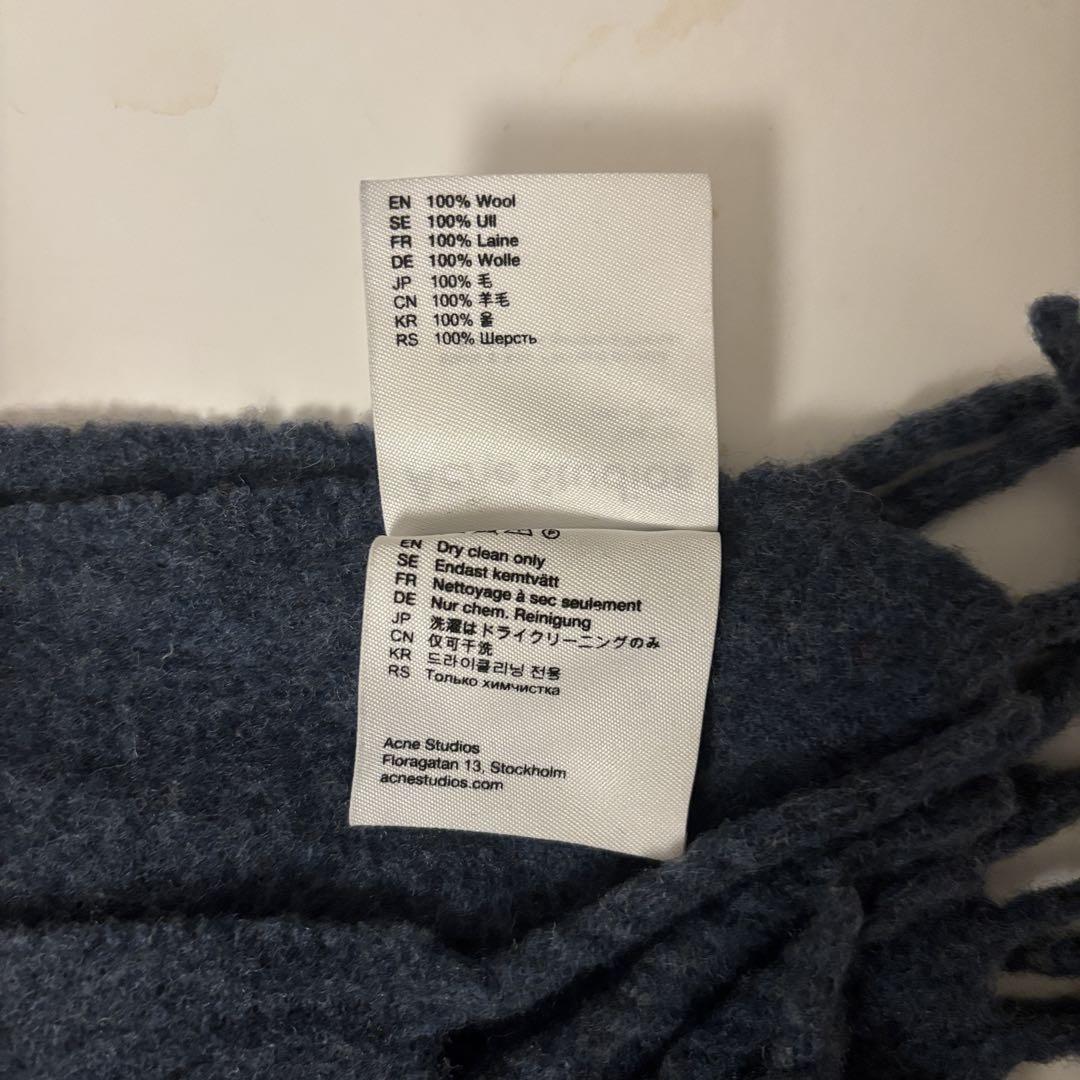 EN 100% Wool
SE 100% Ull
FR 100% Laine
DE 100% Wolle
JP 100% 毛
CN 100% 羊毛
KR 100% 울
RS 100% Шерсть
EN Dry clean only
SE Endast kemtvätt
FR Nettoyage à sec seulement
DE Nur chem. Reinigung
JP 洗濯はドライクリーニングのみ
CN 仅可干洗
KR 드라이클리닝 전용
RS Только химчистка
Acne Studios
Floragatan 13, Stockholm
acnestudios.com